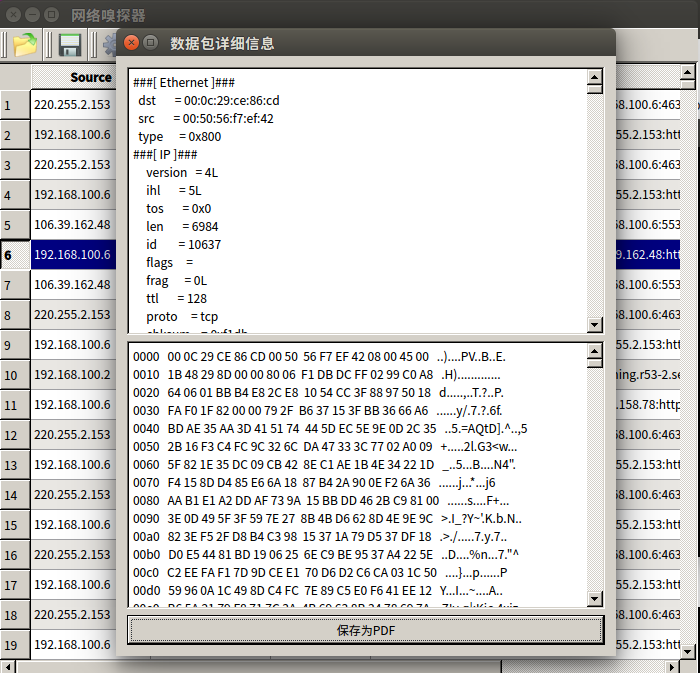 网络嗅探器
数据包详细信息
Source
1 220.255.2.153
2 192.168.100.6
3 220.255.2.153
4 192.168.100.6
5 106.39.162.48
6 192.168.100.6
7 106.39.162.48
8 220.255.2.153
9 192.168.100.6
10 192.168.100.2
11 192.168.100.6
12 220.255.2.153
13 192.168.100.6
14 220.255.2.153
15 192.168.100.6
16 192.168.100.6
17 192.168.100.6
18 220.255.2.153
19 192.168.100.6
###[ Ethernet ]###
dst = 00:0c:29:ce:86:cd
src = 00:50:56:f7:ef:42
type = 0x800
###[ IP ]###
version = 4L
ihl = 5L
tos = 0x0
len = 6984
id = 10637
flags =
frag = 0L
ttl = 128
proto = tcp
0000 00 0C 29 CE 86 CD 00 50 56 F7 EF 42 08 00 45 00 ..)....PV..B..E.
0010 1B 48 29 8D 00 00 80 06 F1 DB DC FF 02 99 C0 A8 .H).............
0020 64 06 01 BB B4 E8 2C E8 10 54 CC 3F 88 97 50 18 d.....,..T.?..P.
0030 FA F0 1F 82 00 00 79 2F B6 37 15 3F BB 36 66 A6 ......y/.7.?.6f.
0040 BD AE 35 AA 3D 41 51 74 44 5D EC 5E 9E 0D 2C 35 ..5.=AQtD].^..,5
0050 2B 16 F3 C4 FC 9C 32 6C DA 47 33 3C 77 02 A0 09 +.....2l.G3<w...
0060 5F 82 1E 35 DC 09 CB 42 8E C1 AE 1B 4E 34 22 1D _..5...B....N4".
0070 F4 15 8D D4 85 E6 6A 18 87 B4 2A 90 0E F2 6A 36 ......j...*...j6
0080 AA B1 E1 A2 DD AF 73 9A 15 BB DD 46 2B C9 81 00 ......s....F+...
0090 3E 0D 49 5F 3F 59 7E 27 8B 4B D6 62 8D 4E 9E 9C >.I_?Y~'.K.b.N..
00a0 82 3E F5 2F D8 B4 C3 98 15 37 1A 79 D5 37 DF 18 .>./.....7.y.7..
00b0 D0 E5 44 81 BD 19 06 25 6E C9 BE 95 37 A4 22 5E ..D....%n...7."^
00c0 C2 EE FA F1 7D 9D CE E1 70 D6 D2 C6 CA 03 1C 50 ....}...p......P
00d0 59 96 0A 1C 49 8D C4 FC 7E 89 C5 E0 F6 41 EE 12 Y...I...~....A..
保存为PDF
8.100.6:463
55.2.153:htt
8.100.6:463
55.2.153:htt
8.100.6:553
9.162.48:htt
8.100.6:553
8.100.6:463
55.2.153:htt
ning.r53-2.se
.158.78:http
8.100.6:463
55.2.153:htt
8.100.6:463
55.2.153:htt
55.2.153:htt
55.2.153:htt
8.100.6:463
55.2.153:htt